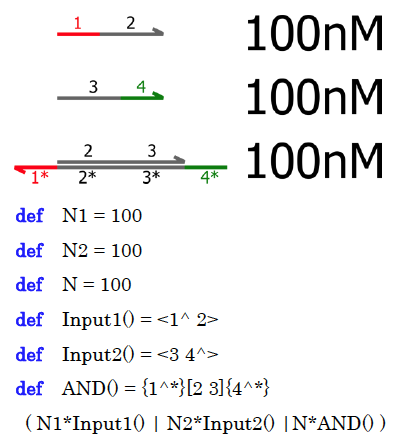 1 2 100nM
3 4 100nM
2 3 100nM
1* 2* 3* 4*
def N1 = 100
def N2 = 100
def N = 100
def Input1() = <1^ 2>
def Input2() = <3 4^>
def AND() = {1^*}[2 3]{4^*}
( N1*Input1() | N2*Input2() |N*AND() )